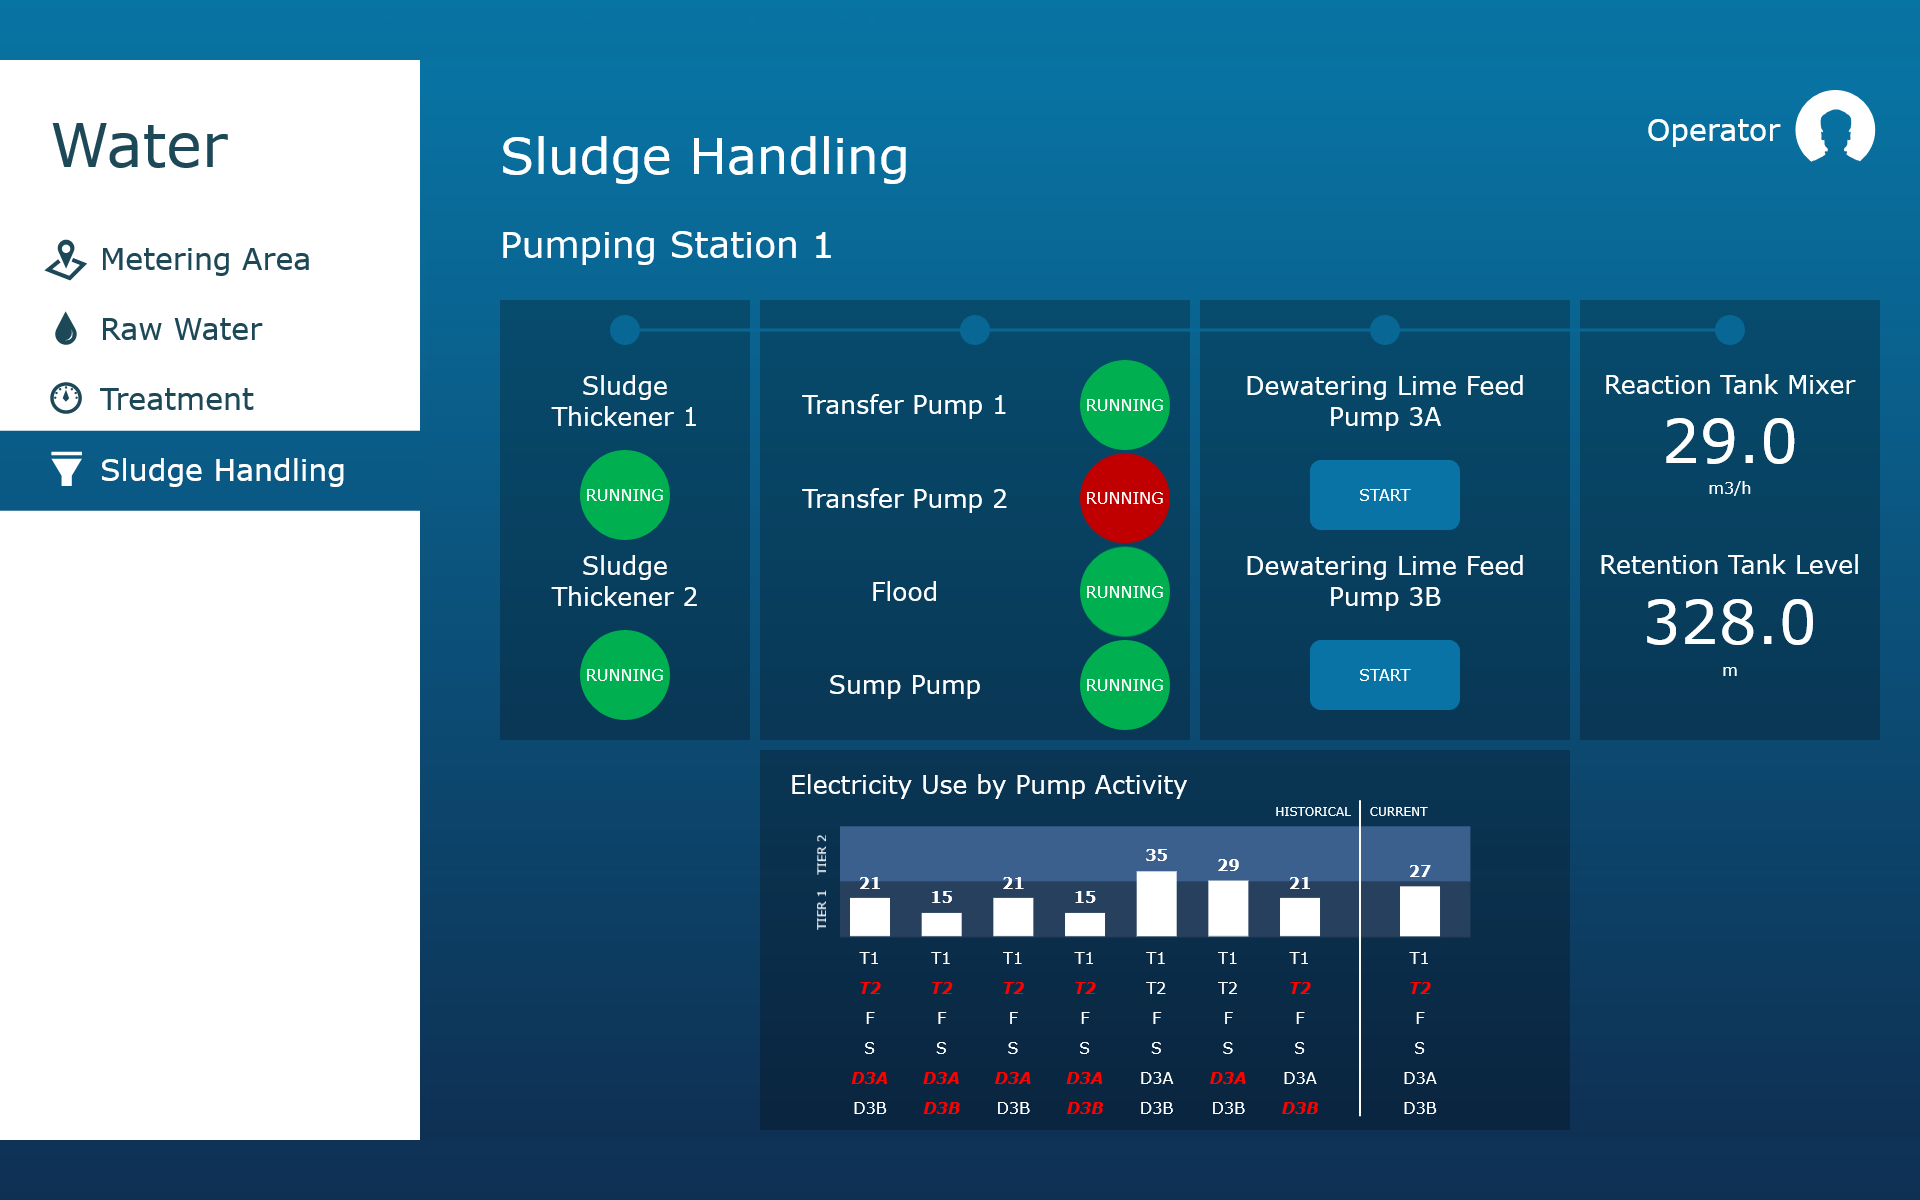 Water
Metering Area
Raw Water
Treatment
Sludge Handling
Operator
Sludge Handling
Pumping Station 1
Sludge
Thickener 1
RUNNING
Sludge
Thickener 2
RUNNING
Transfer Pump 1
RUNNING
Transfer Pump 2
RUNNING
Flood
RUNNING
Sump Pump
RUNNING
Dewatering Lime Feed
Pump 3A
START
Dewatering Lime Feed
Pump 3B
START
Reaction Tank Mixer
29.0
m3/h
Retention Tank Level
328.0
m
Electricity Use by Pump Activity
HISTORICAL CURRENT
TIER 2
TIER 1
21 15 21 15 35 29 21 27
T1 T1 T1 T1 T1 T1 T1 T1
T2 T2 T2 T2 T2 T2 T2 T2
F F F F F F F F
S S S S S S S S
D3A D3A D3A D3A D3A D3A D3A D3A
D3B D3B D3B D3B D3B D3B D3B D3B